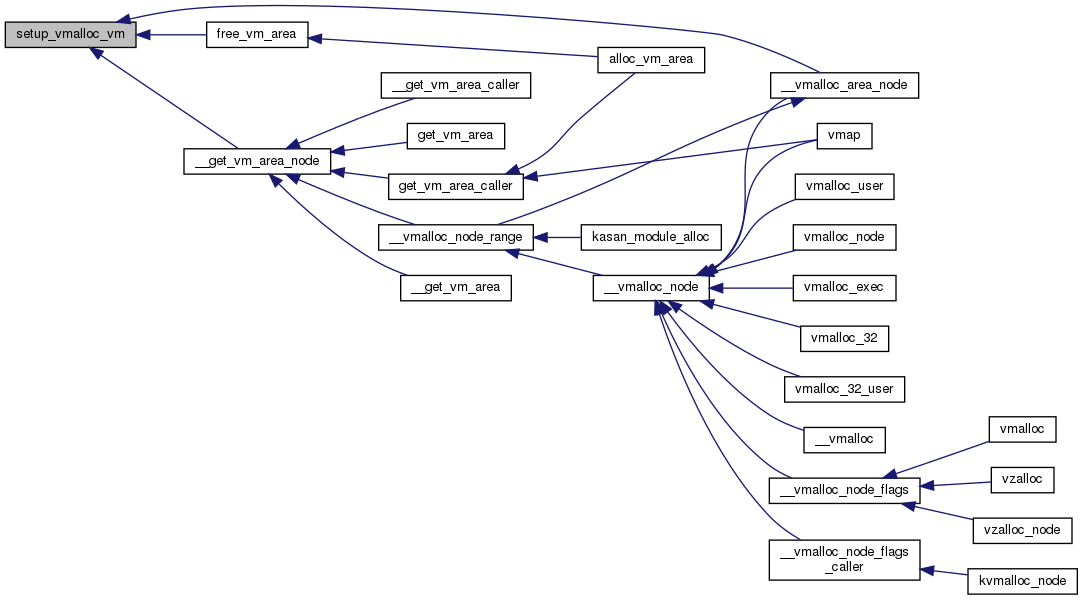 setup_vmalloc_vm
free_vm_area
alloc_vm_area
__get_vm_area_caller
__vmalloc_area_node
get_vm_area
vmap
__get_vm_area_node
get_vm_area_caller
vmalloc_user
__vmalloc_node_range
kasan_module_alloc
vmalloc_node
__get_vm_area
__vmalloc_node
vmalloc_exec
vmalloc_32
vmalloc_32_user
__vmalloc
vmalloc
__vmalloc_node_flags
vzalloc
vzalloc_node
__vmalloc_node_flags
_caller
kvmalloc_node